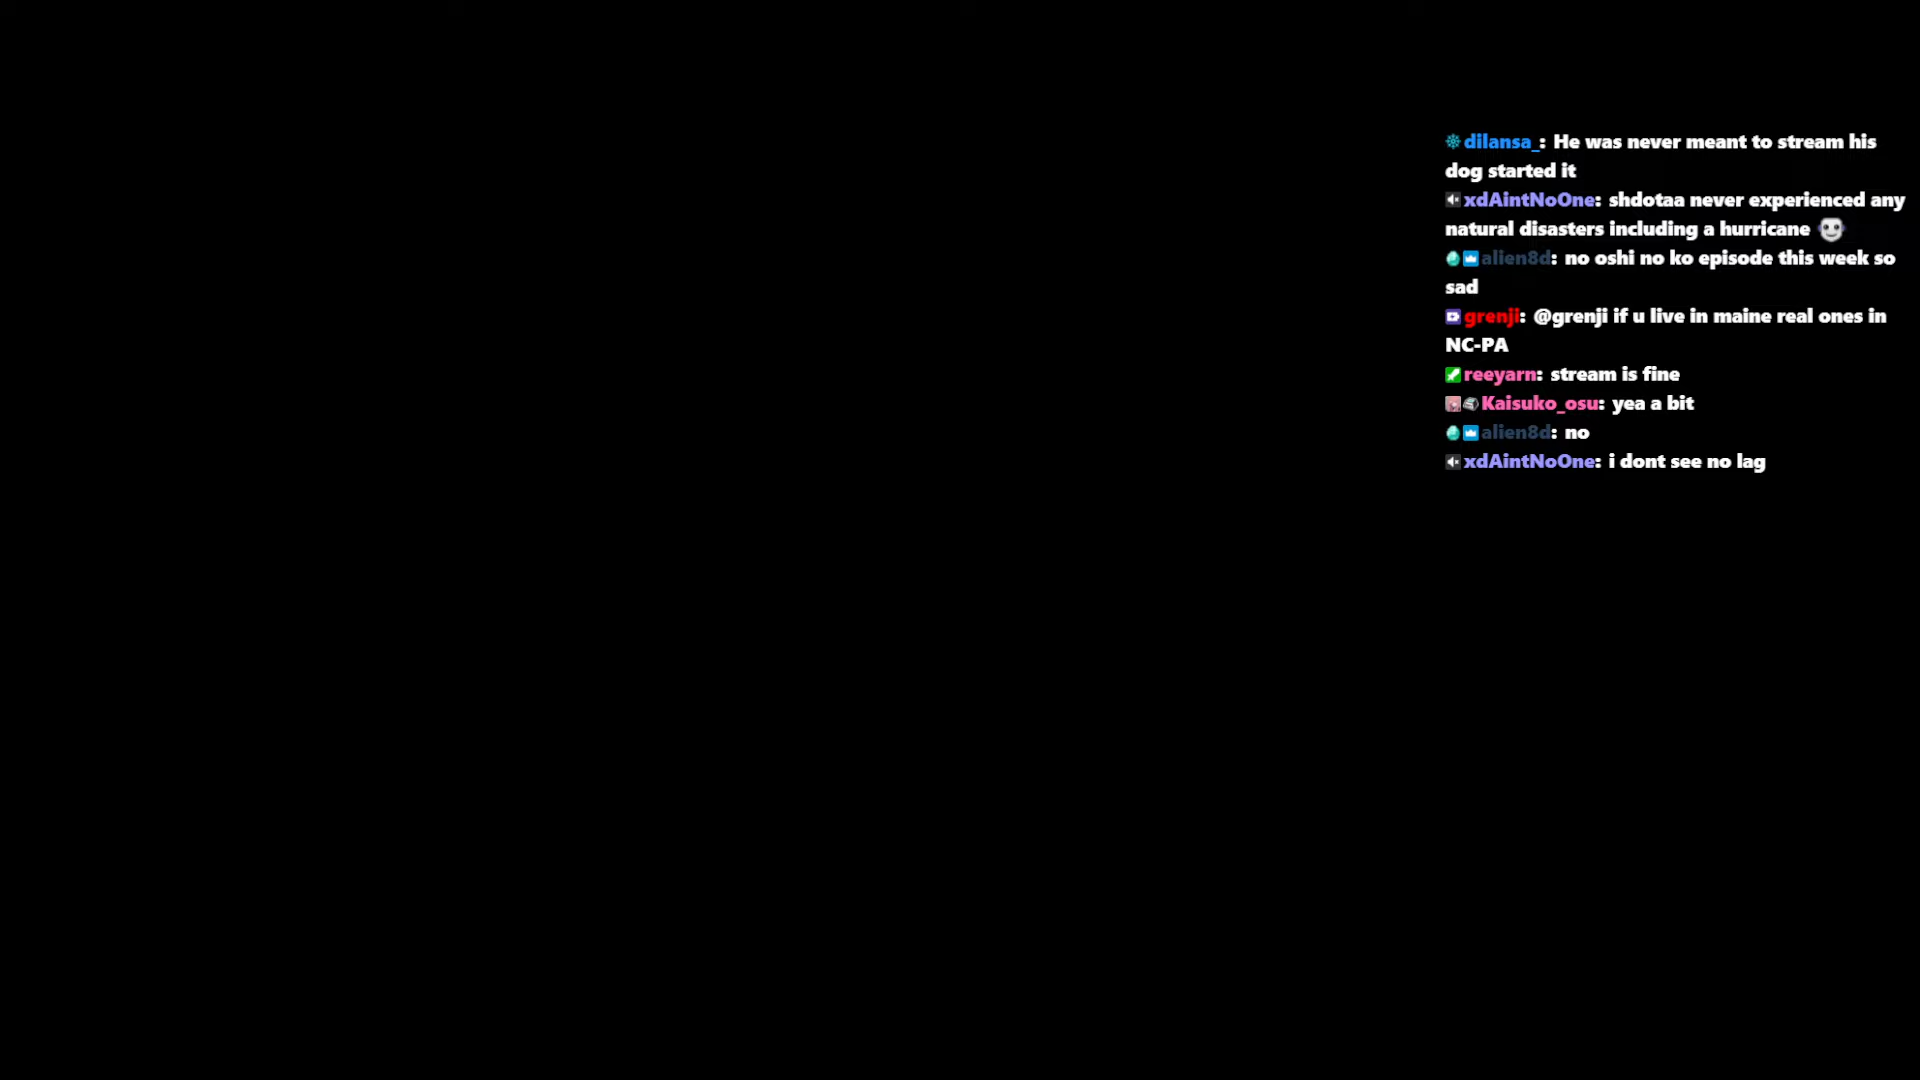 dilansa_: He was never meant to stream his
dog started it
xdAintNoOne: shdotaa never experienced any
natural disasters including a hurricane
alien8d: no oshi no ko episode this week so
sad
grenji: @grenji if u live in maine real ones in
NC-PA
reeyarn: stream is fine
Kaisuko_osu: yea a bit
alien8d: no
xdAintNoOne: i dont see no lag